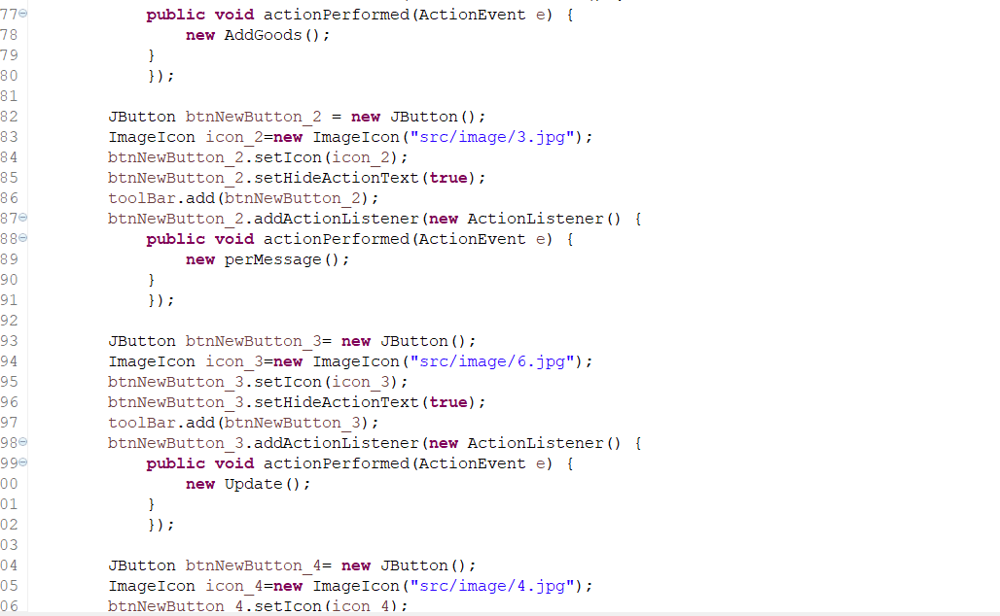 77 public void actionPerformed(ActionEvent e) {
78 new AddGoods();
79 }
80 });
81
82 JButton btnNewButton_2 = new JButton();
83 ImageIcon icon_2=new ImageIcon("src/image/3.jpg");
84 btnNewButton_2.setIcon(icon_2);
85 btnNewButton_2.setHideActionText(true);
86 toolBar.add(btnNewButton_2);
87 btnNewButton_2.addActionListener(new ActionListener() {
88 public void actionPerformed(ActionEvent e) {
89 new perMessage();
90 }
91 });
92
93 JButton btnNewButton_3= new JButton();
94 ImageIcon icon_3=new ImageIcon("src/image/6.jpg");
95 btnNewButton_3.setIcon(icon_3);
96 btnNewButton_3.setHideActionText(true);
97 toolBar.add(btnNewButton_3);
98 btnNewButton_3.addActionListener(new ActionListener() {
99 public void actionPerformed(ActionEvent e) {
00 new Update();
01 }
02 });
03
04 JButton btnNewButton_4= new JButton();
05 ImageIcon icon_4=new ImageIcon("src/image/4.jpg");
06 btnNewButton_4.setIcon(icon_4);